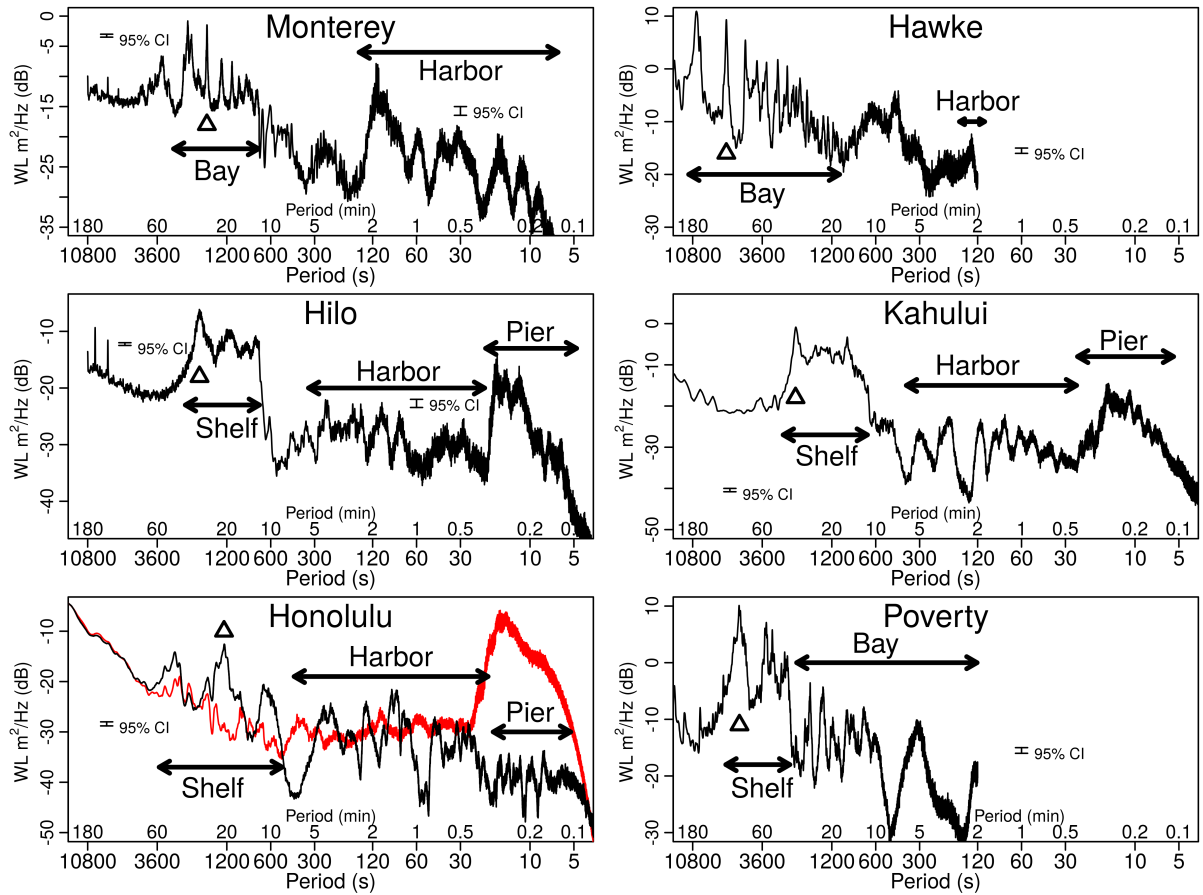 Monterey
0
-5
-15
-25
-35
WL m²/Hz (dB)
95% CI
Harbor
95% CI
Bay
Period (min)
180 60 20 10 5 2 1 0.5 0.2 0.1
10800 3600 1200 600 300 120 60 30 10 5
Period (s)
Hawke
10
0
-10
-20
-30
WL m²/Hz (dB)
Harbor
95% CI
Bay
Period (min)
180 60 20 10 5 2 1 0.5 0.2 0.1
10800 3600 1200 600 300 120 60 30 10 5
Period (s)
Hilo
-10
-20
-30
-40
WL m²/Hz (dB)
95% CI
Pier
Harbor
95% CI
Shelf
Period (min)
180 60 20 10 5 2 1 0.5 0.2 0.1
10800 3600 1200 600 300 120 60 30 10 5
Period (s)
Kahului
0
-10
-30
-50
WL m²/Hz (dB)
Pier
Harbor
Shelf
95% CI
Period (min)
180 60 20 10 5 2 1 0.5 0.2 0.1
10800 3600 1200 600 300 120 60 30 10 5
Period (s)
Honolulu
-10
-20
-30
-40
-50
WL m²/Hz (dB)
Harbor
95% CI
Pier
Shelf
Period (min)
180 60 20 10 5 2 1 0.5 0.2 0.1
10800 3600 1200 600 300 120 60 30 10 5
Period (s)
Poverty
10
0
-10
-20
-30
WL m²/Hz (dB)
Bay
95% CI
Shelf
Period (min)
180 60 20 10 5 2 1 0.5 0.2 0.1
10800 3600 1200 600 300 120 60 30 10 5
Period (s)